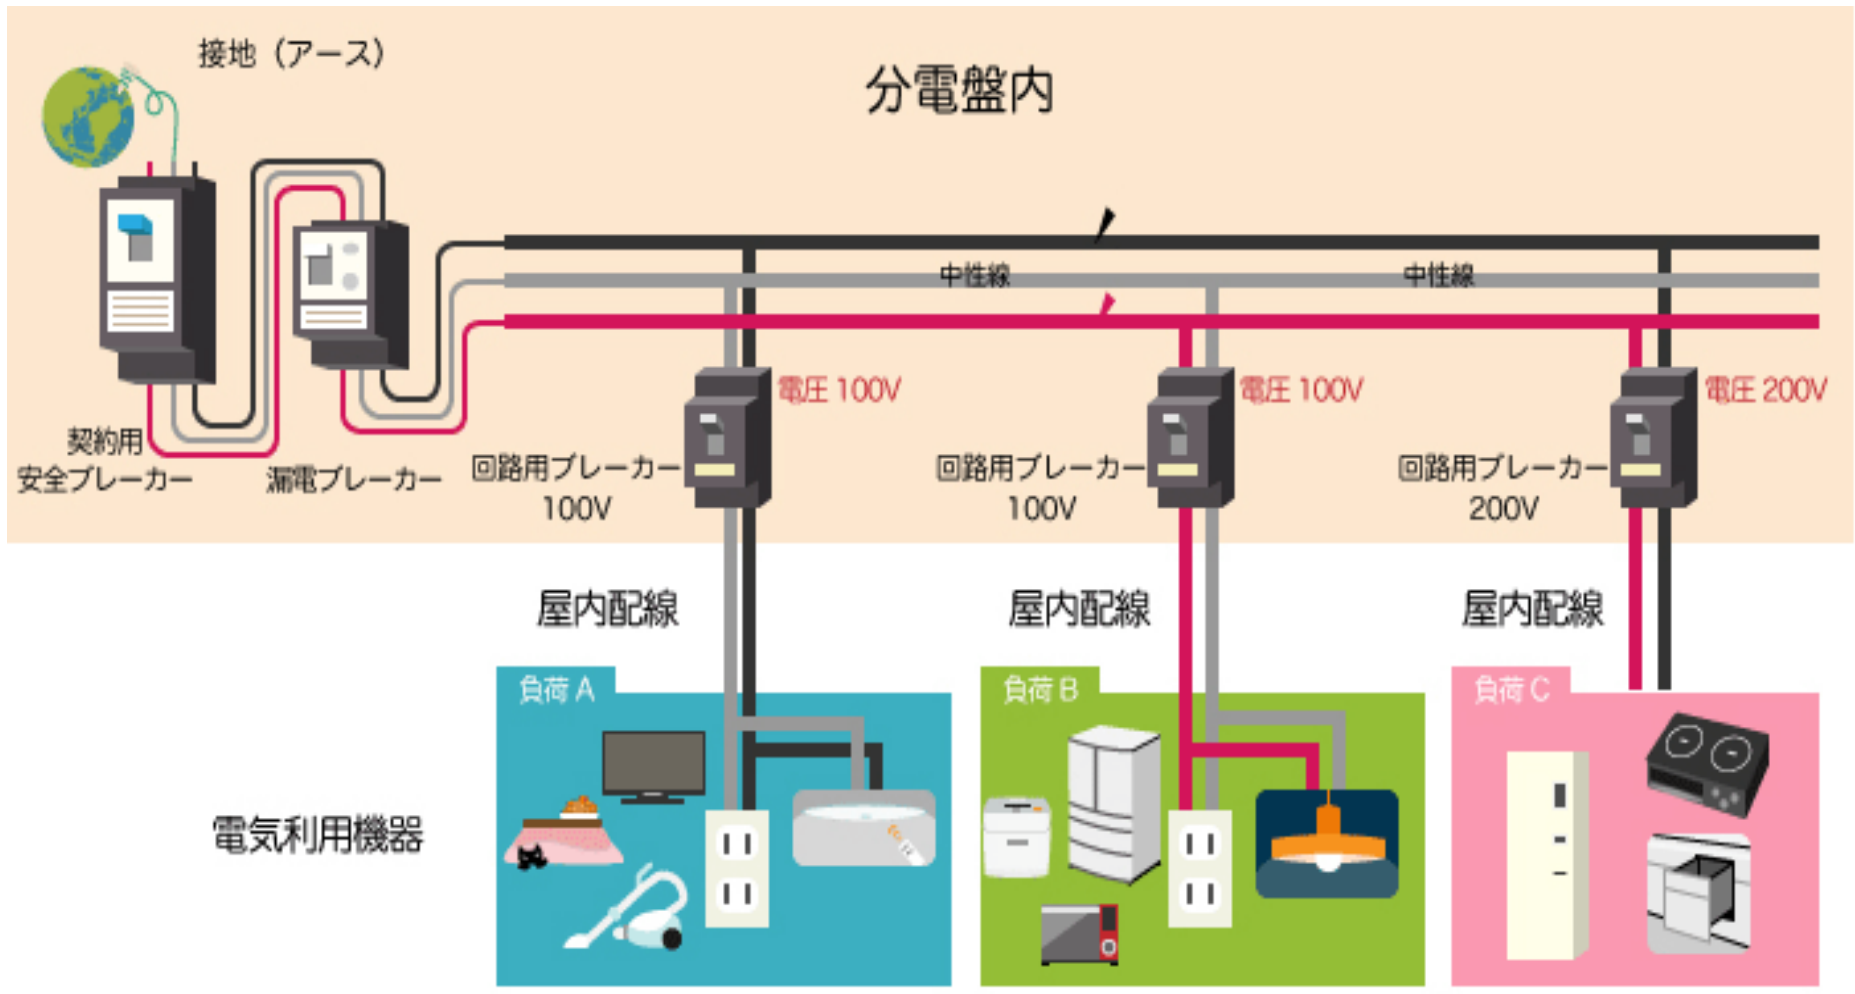 接地（アース）
分電盤内
中性線
中性線
電圧 100V
電圧 100V
電圧 200V
契約用
安全ブレーカー
漏電ブレーカー
回路用ブレーカー
100V
回路用ブレーカー
100V
回路用ブレーカー
200V
屋内配線
屋内配線
屋内配線
負荷 A
負荷 B
負荷 C
電気利用機器